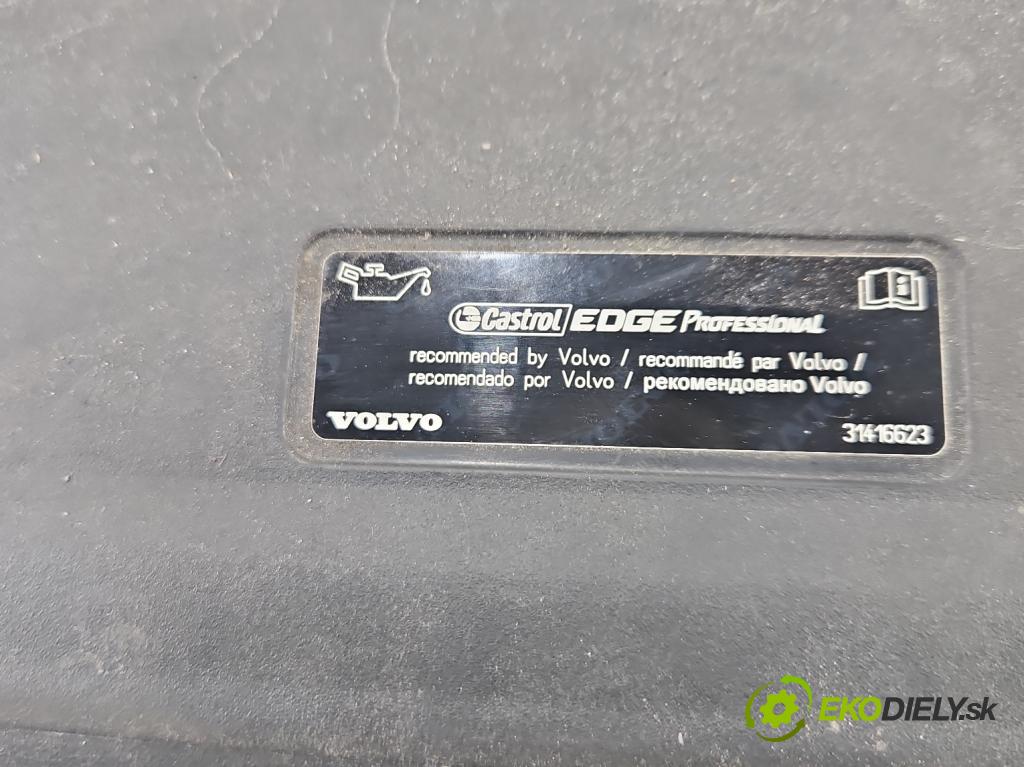 Castrol EDGE PROFESSIONAL
recommended by Volvo / recommandé par Volvo /
recomendado por Volvo / рекомендовано Volvo
VOLVO 31416623
EKODIELY.sk